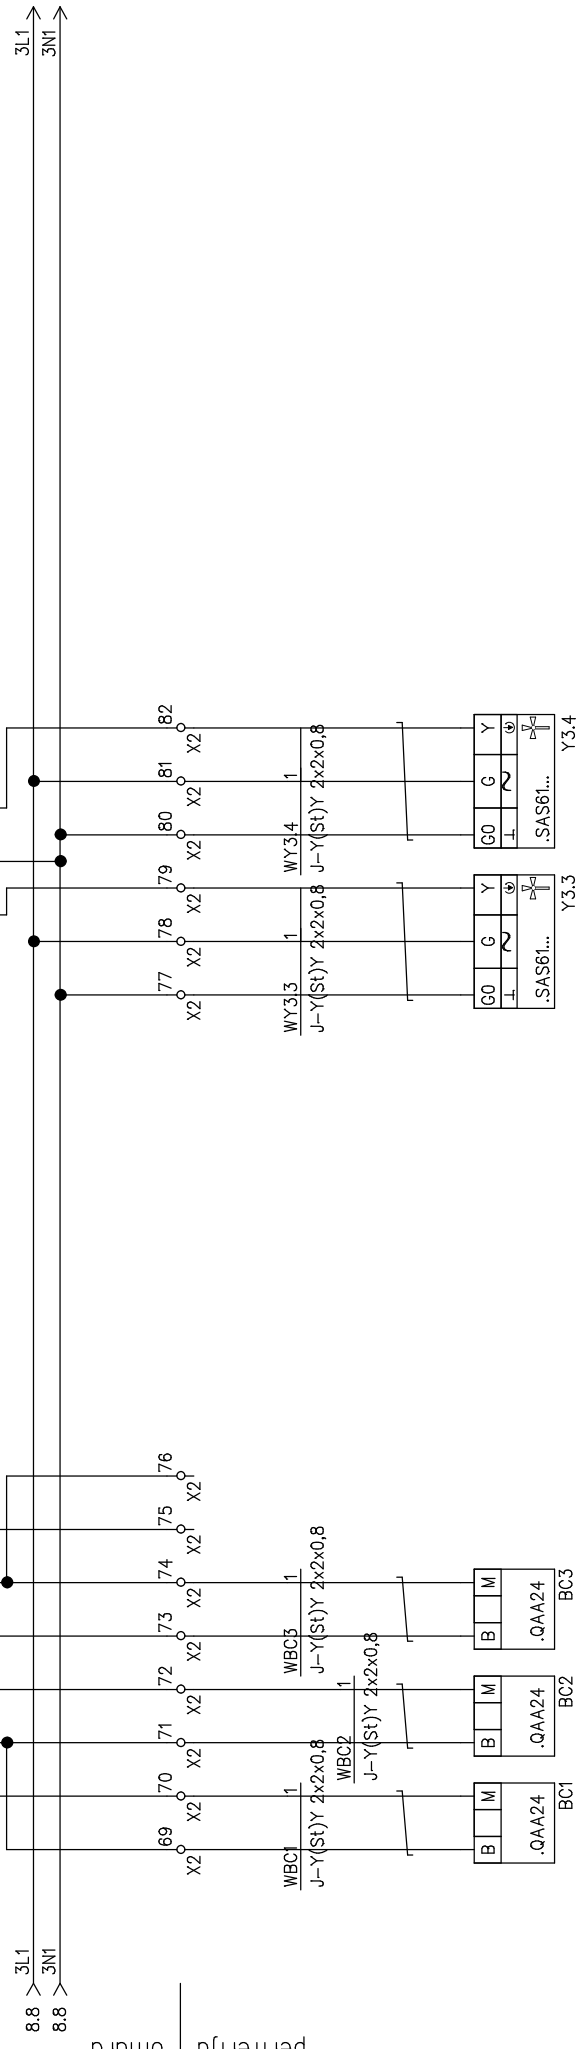 8.8
3L1
3L1
8.8
3N1
3N1
69
X2
70
X2
71
X2
72
X2
73
X2
74
X2
75
X2
76
X2
77
X2
78
X2
79
X2
80
X2
81
X2
82
X2
WBC1
1
J-Y(St)Y 2x2x0,8
WBC2
1
J-Y(St)Y 2x2x0,8
WBC3
1
J-Y(St)Y 2x2x0,8
WY3.3
1
J-Y(St)Y 2x2x0,8
WY3.4
1
J-Y(St)Y 2x2x0,8
B M
.QAA24
BC1
B M
.QAA24
BC2
B M
.QAA24
BC3
G0 G Y
.SAS61...
Y3.3
G0 G Y
.SAS61...
Y3.4